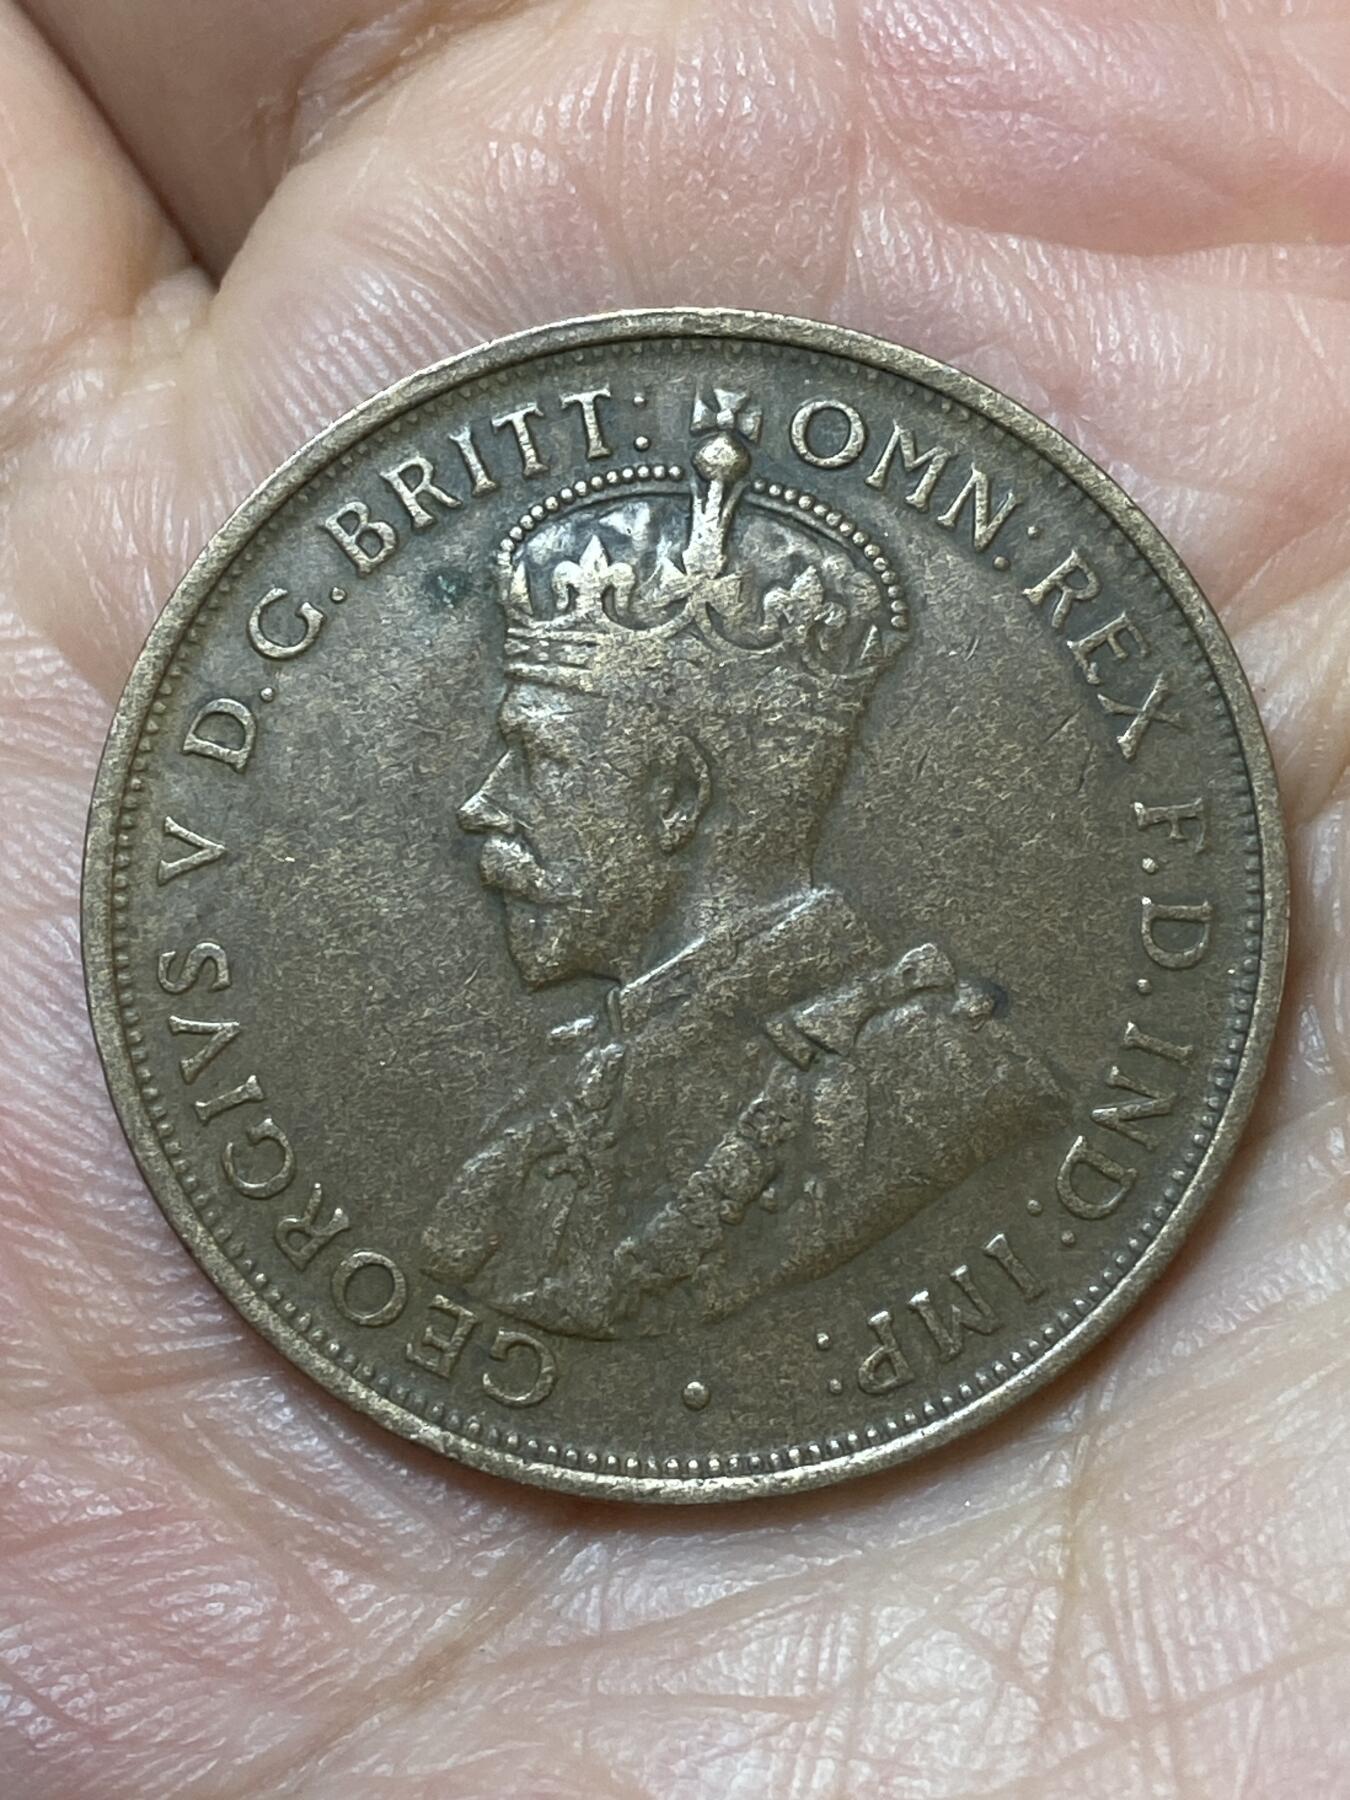 GEORGIVS V D.G.BRITT: OMN:REX F.D.IND:IMP: